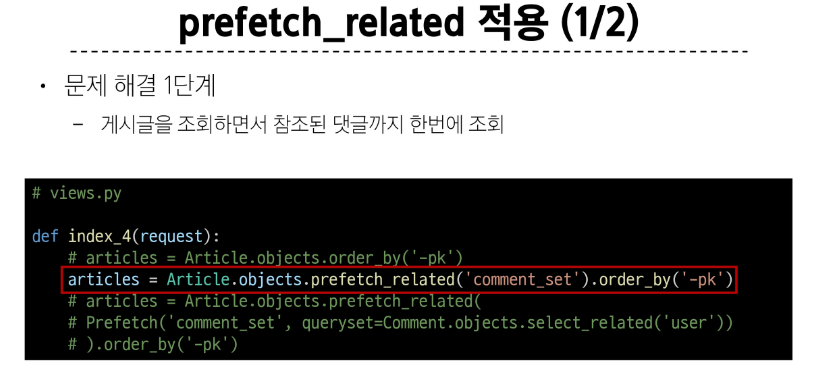 prefetch_related 적용 (1/2)
• 문제 해결 1단계
– 게시글을 조회하면서 참조된 댓글까지 한번에 조회
# views.py
def index_4(request):
# articles = Article.objects.order_by('-pk')
articles = Article.objects.prefetch_related('comment_set').order_by('-pk')
# articles = Article.objects.prefetch_related(
# Prefetch('comment_set', queryset=Comment.objects.select_related('user'))
# ).order_by('-pk')